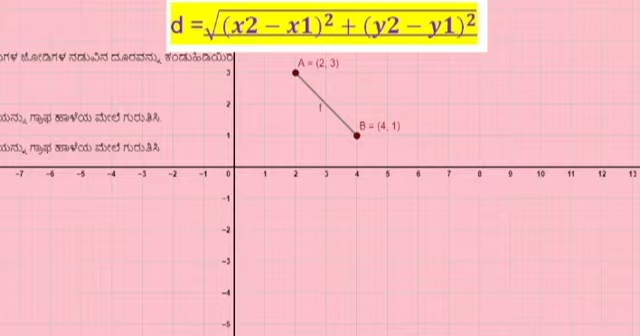 d =√(x2 − x1)² + (y2 − y1)²
ಜೋಡಿಗಳ ನಡುವಿನ ದೂರವನ್ನು ಕಂಡುಹಿಡಿಯಿರಿ
A = (2, 3)
3
2
f
ಯನ್ನು ಗ್ರಾಫ ಹಾಳೆಯ ಮೇಲೆ ಗುರುತಿಸಿ.
B = (4, 1)
1
ಯನ್ನು ಗ್ರಾಫ ಹಾಳೆಯ ಮೇಲೆ ಗುರುತಿಸಿ
-7 -6 -5 -4 -3 -2 -1 0 1 2 3 4 5 6 7 8 9 10 11 12 13
-1
-2
-3
-4
-5